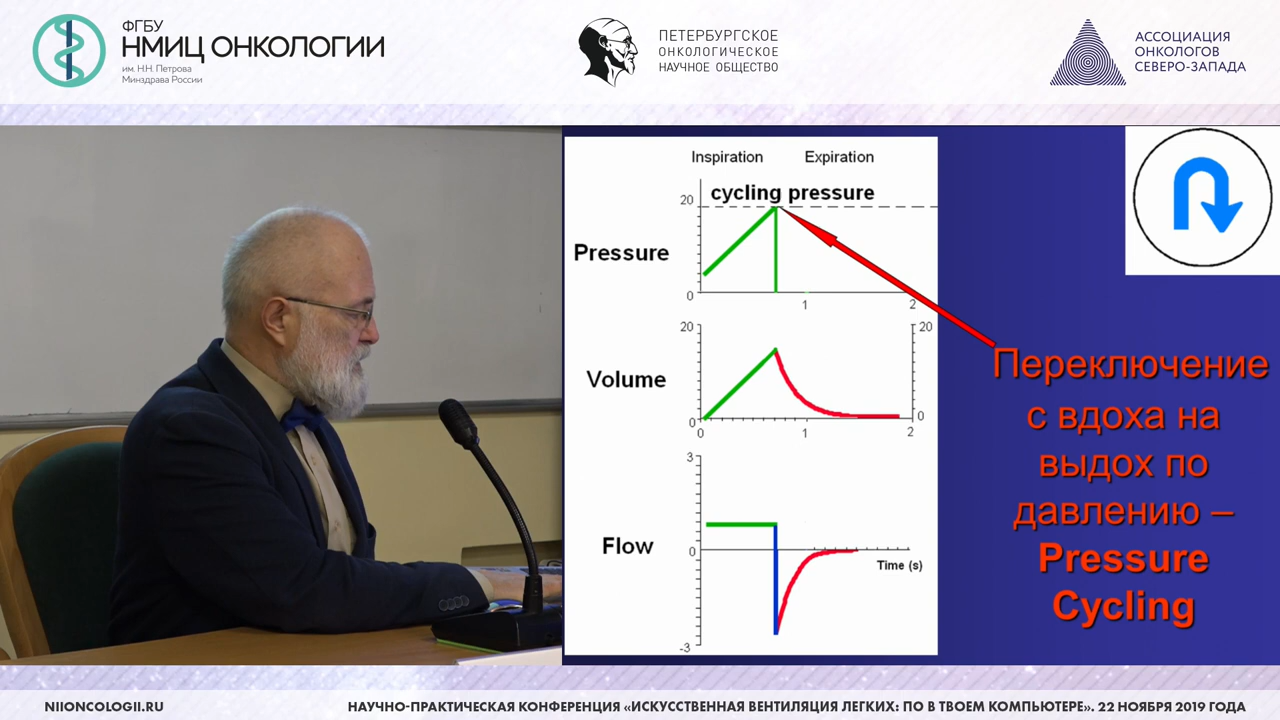 ФГБУ
НМИЦ ОНКОЛОГИИ
им. Н.Н. Петрова
Минздрава России
ПЕТЕРБУРГСКОЕ
ОНКОЛОГИЧЕСКОЕ
НАУЧНОЕ ОБЩЕСТВО
АССОЦИАЦИЯ
ОНКОЛОГОВ
СЕВЕРО-ЗАПАДА
Inspiration Expiration
cycling pressure
20
Pressure
0
1 2
20 20
Volume
0 0
0 1 2
3
Flow
0
Time (s)
-3
Переключение
с вдоха на
выдох по
давлению –
Pressure
Cycling
NIIONCOLOGII.RU
НАУЧНО-ПРАКТИЧЕСКАЯ КОНФЕРЕНЦИЯ «ИСКУССТВЕННАЯ ВЕНТИЛЯЦИЯ ЛЕГКИХ: ПО В ТВОЕМ КОМПЬЮТЕРЕ». 22 НОЯБРЯ 2019 ГОДА